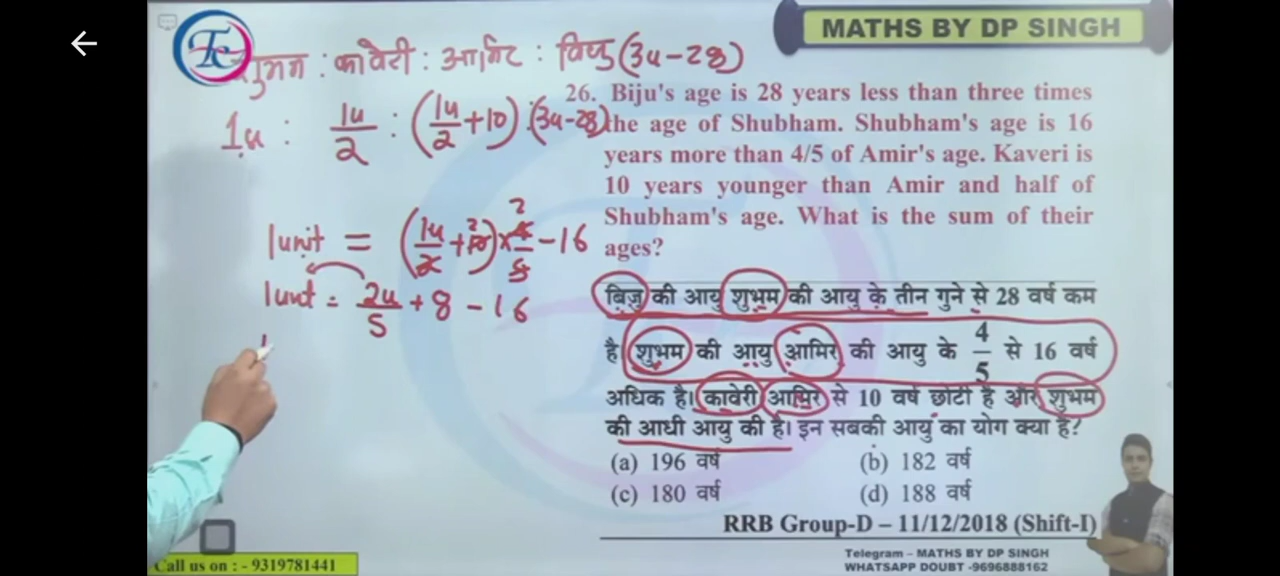 MATHS BY DP SINGH
: कावेरी : आमिर : विजु (3u-28)
1u : 1u/2 : (1u/2 + 10) : (3u-28)
26. Biju's age is 28 years less than three times
the age of Shubham. Shubham's age is 16
years more than 4/5 of Amir's age. Kaveri is
10 years younger than Amir and half of
Shubham's age. What is the sum of their
ages?
1unit = (1u/2 + 10) 2 × 4/5 2 - 16
1unit = 2u/5 + 8 - 16
बिजु की आयु शुभम की आयु के तीन गुने से 28 वर्ष कम
है। शुभम की आयु आमिर की आयु के 4/5 से 16 वर्ष
अधिक है। कावेरी आमिर से 10 वर्ष छोटी है और शुभम
की आधी आयु की है। इन सबकी आयु का योग क्या है?
(a) 196 वर्ष (b) 182 वर्ष
(c) 180 वर्ष (d) 188 वर्ष
RRB Group-D – 11/12/2018 (Shift-I)
Call us on : - 9319781441
Telegram – MATHS BY DP SINGH
WHATSAPP DOUBT -9696888162